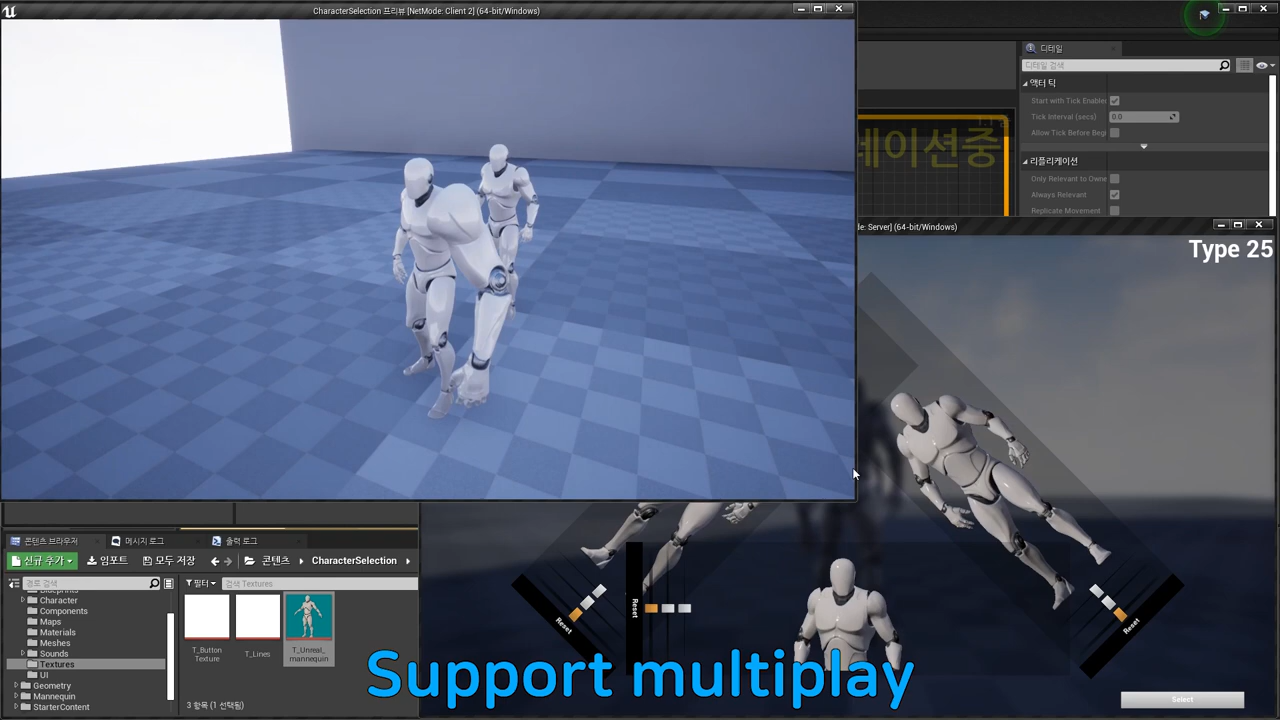 CharacterSelection 프리뷰 [NetMode: Client 2] (64-bit/Windows)
디테일
디테일 검색
액터 틱
Start with Tick Enable
Tick Interval (secs) 0.0
Allow Tick Before Begi
레이션중
리플리케이션
Only Relevant to Owne
Always Relevant
Replicate Movement
de: Server] (64-bit/Windows)
Type 25
콘텐츠 브라우저
메시지 로그
출력 로그
신규 추가
임포트
모두 저장
콘텐츠
CharacterSelection
경로 검색
필터
검색 Textures
Blueprints
Character
Components
Maps
Materials
Meshes
Sounds
Textures
UI
Geometry
Mannequin
StarterContent
T_Button
Texture
T_Lines
T_Unreal_
mannequin
3 항목 (1 선택됨)
Reset
Reset
Reset
Select
Support multiplay